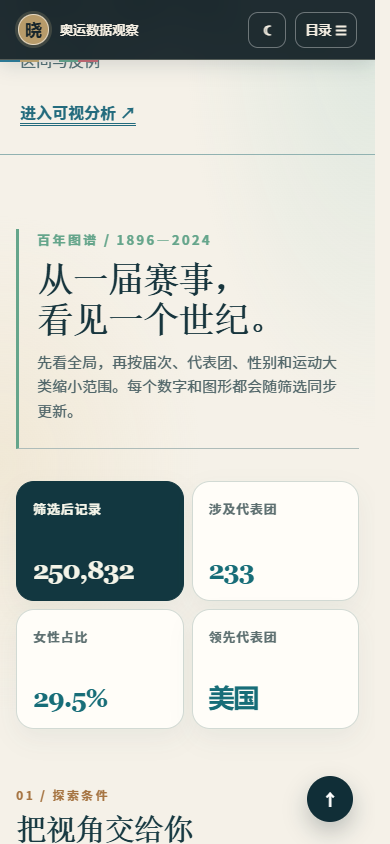 晓 奥运数据观察 目录
区间与反例
进入可视分析 ↗
百年图谱 / 1896—2024
从一届赛事，
看见一个世纪。
先看全局，再按届次、代表团、性别和运动大
类缩小范围。每个数字和图形都会随筛选同步
更新。
筛选后记录 涉及代表团
250,832 233
女性占比 领先代表团
29.5% 美国
01 / 探索条件
把视角交给你